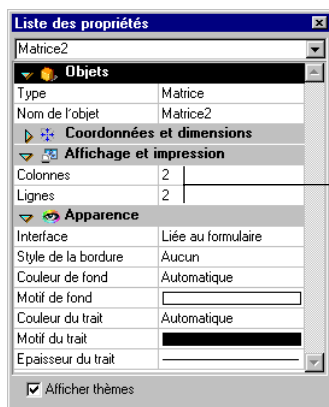 Liste des propriétés
Matrice2
Objets
Type Matrice
Nom de l'objet Matrice2
Coordonnées et dimensions
Affichage et impression
Colonnes 2
Lignes 2
Apparence
Interface Liée au formulaire
Style de la bordure Aucun
Couleur de fond Automatique
Motif de fond
Couleur du trait Automatique
Motif du trait
Epaisseur du trait
Afficher thèmes